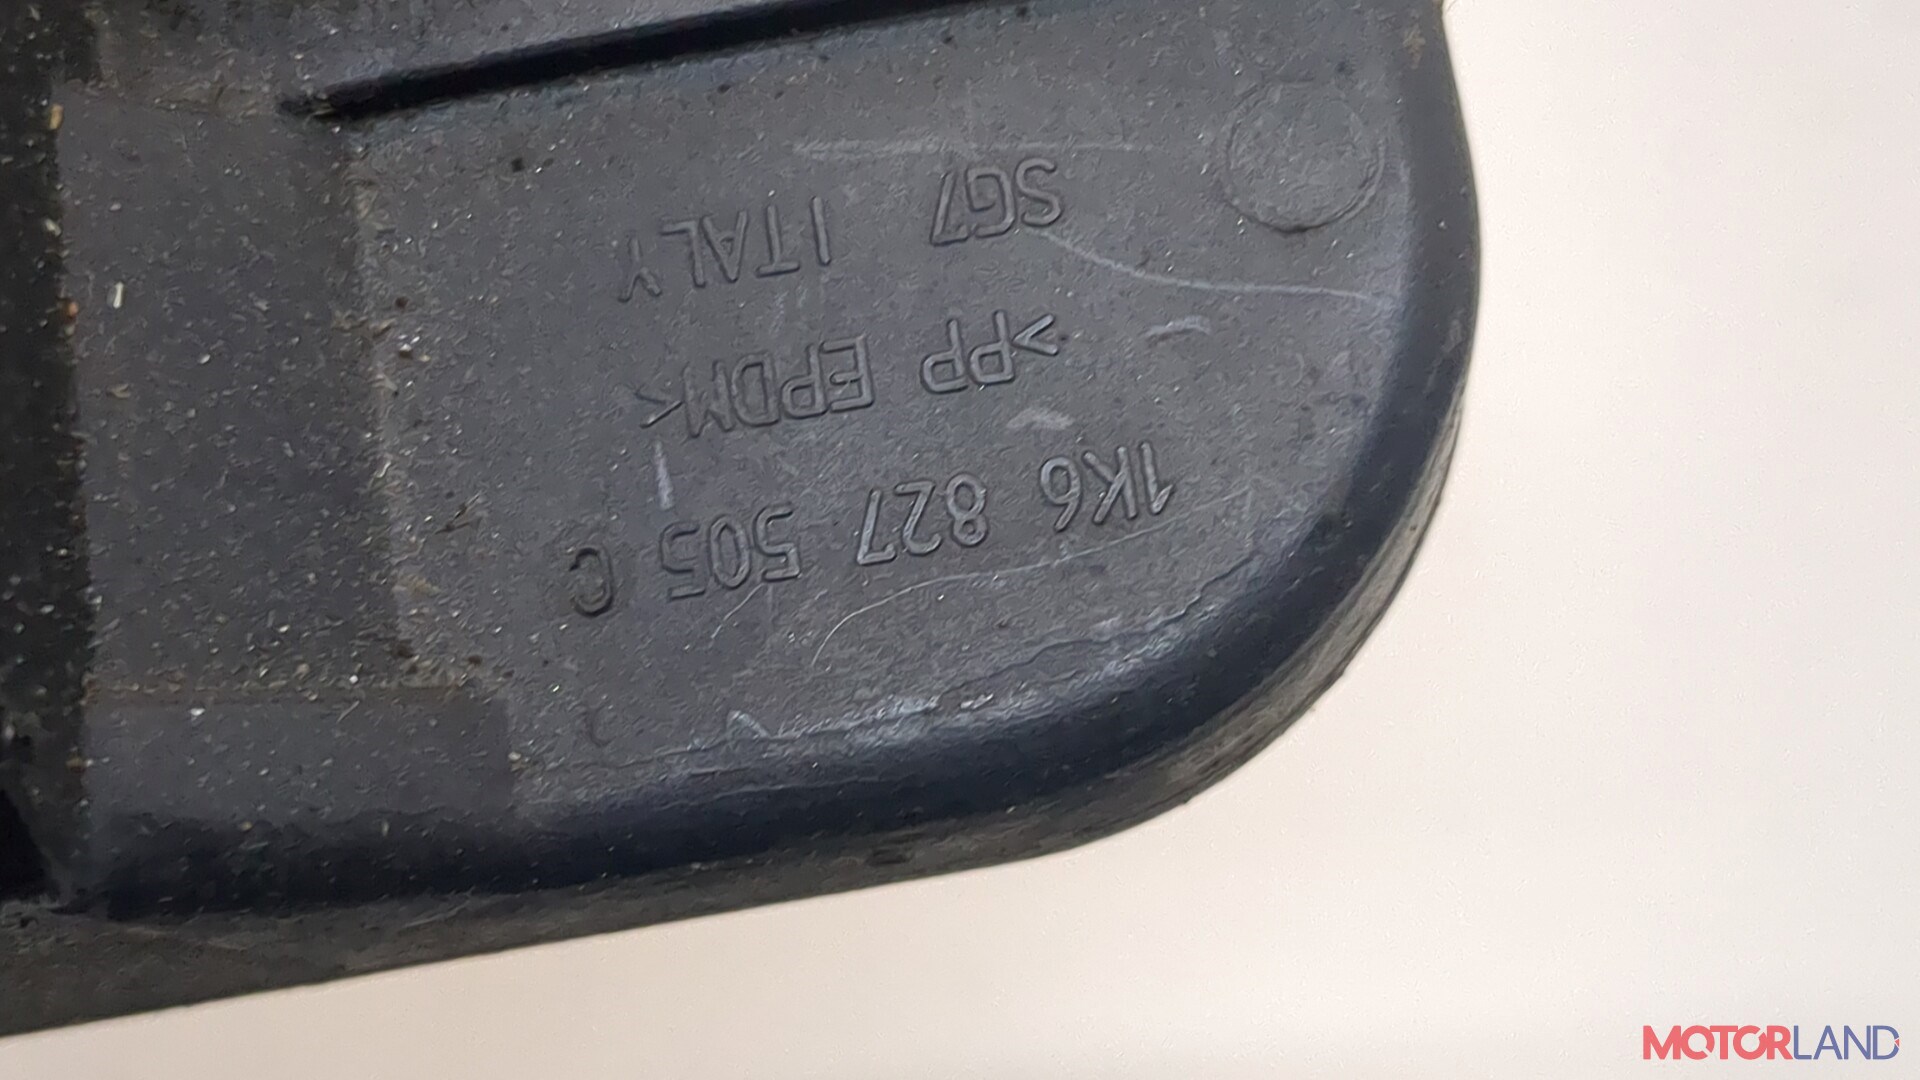 1K6 827 505 C
>PP EPDM<
SG7 ITALY
MOTORLAND